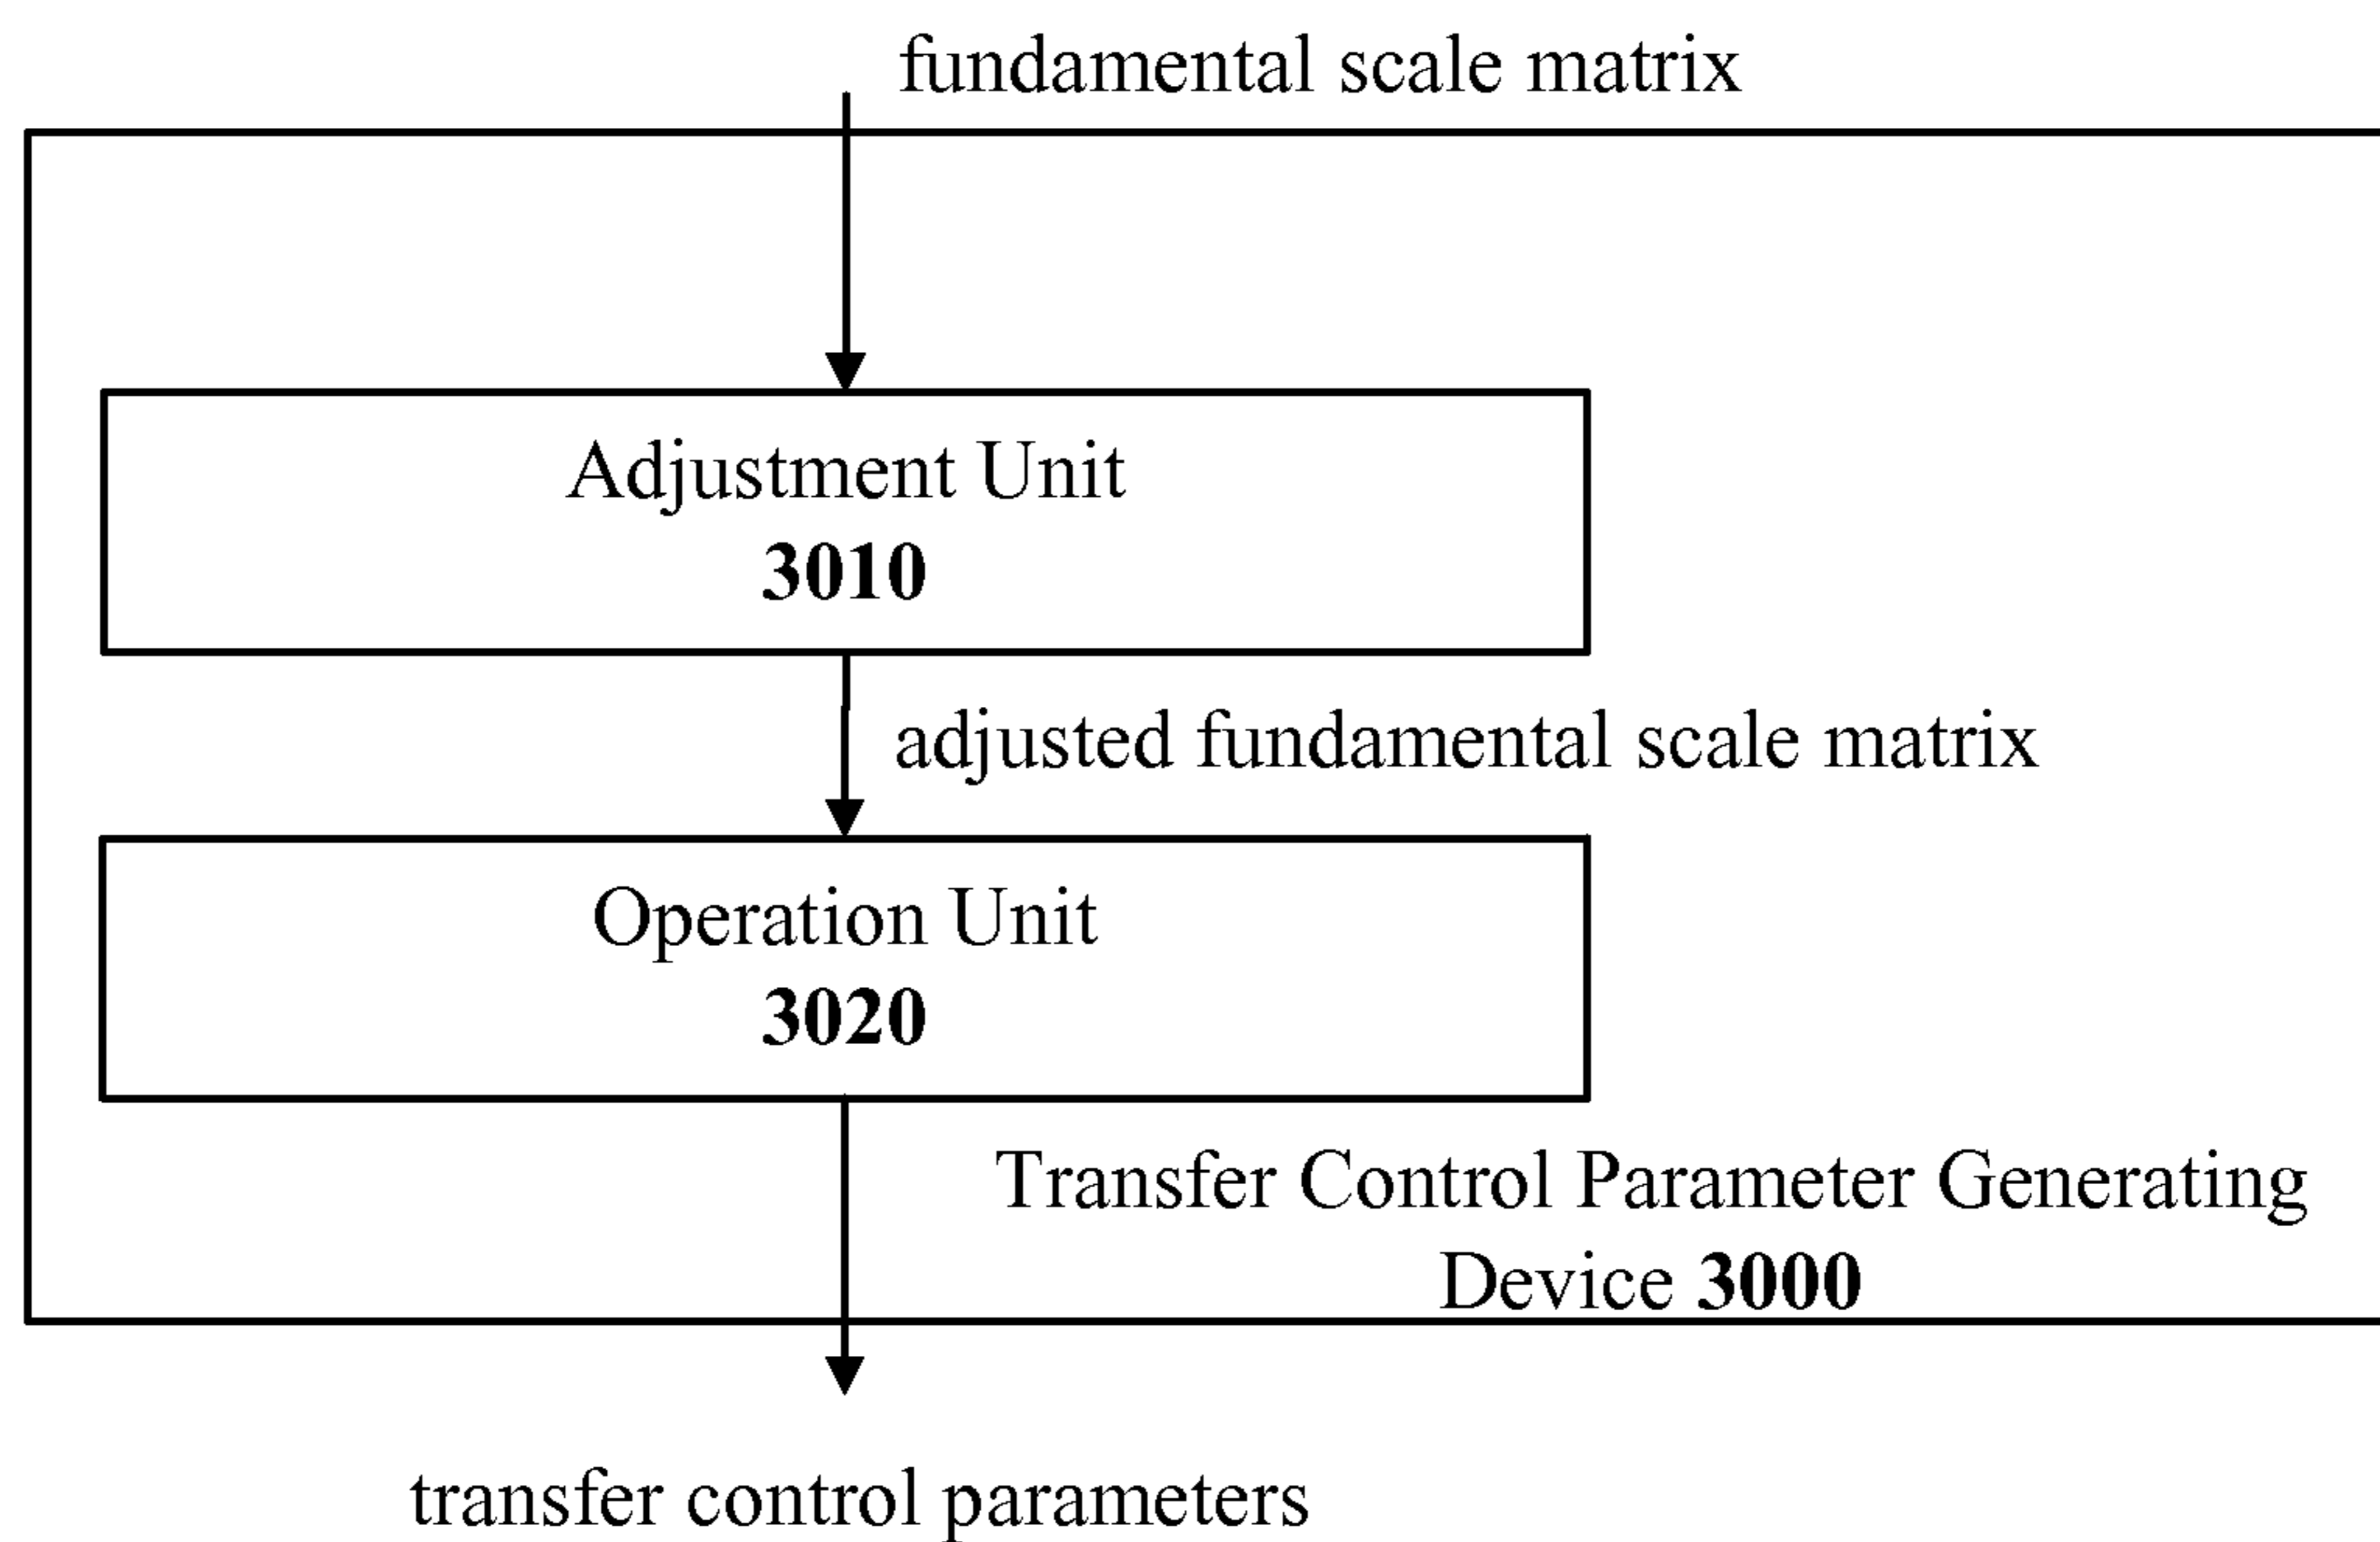 fundamental scale matrix
Adjustment Unit
3010
adjusted fundamental scale matrix
Operation Unit
3020
Transfer Control Parameter Generating
Device 3000
transfer control parameters